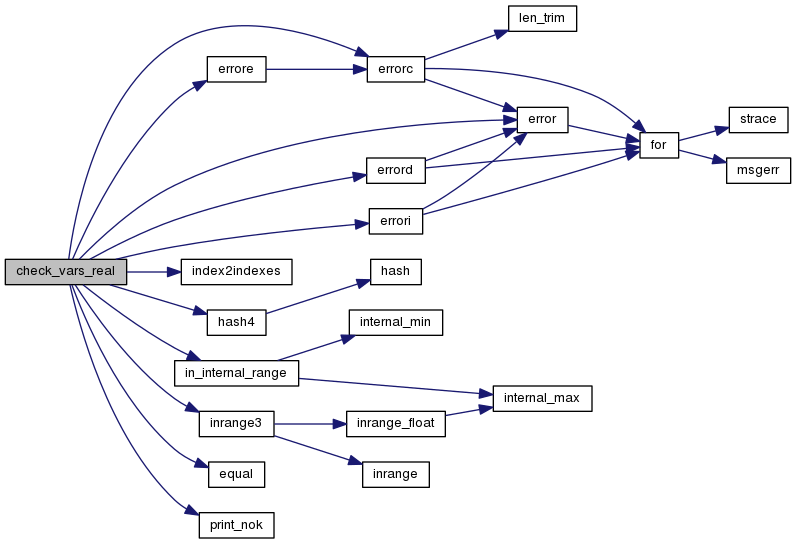 len_trim
errore
errorc
strace
error
for
msgerr
errord
errori
check_vars_real
index2indexes
hash
hash4
internal_min
in_internal_range
internal_max
inrange3
inrange_float
equal
inrange
print_nok